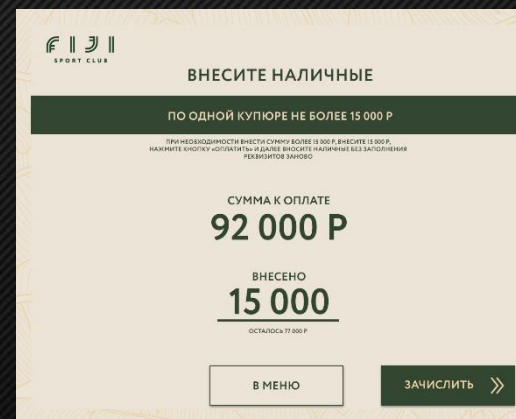 FIJI
SPORT CLUB
ВНЕСИТЕ НАЛИЧНЫЕ
ПО ОДНОЙ КУПЮРЕ НЕ БОЛЕЕ 15 000 Р
ПРИ НЕОБХОДИМОСТИ ВНЕСТИ СУММУ БОЛЕЕ 15 000 Р, ВНЕСИТЕ 15 000 Р,
НАЖМИТЕ КНОПКУ «ОПЛАТИТЬ» И ДАЛЕЕ ВНОСИТЕ НАЛИЧНЫЕ БЕЗ ЗАПОЛНЕНИЯ
РЕКВИЗИТОВ ЗАНОВО
СУММА К ОПЛАТЕ
92 000 Р
ВНЕСЕНО
15 000
ОСТАЛОСЬ 77 000 Р
В МЕНЮ
ЗАЧИСЛИТЬ